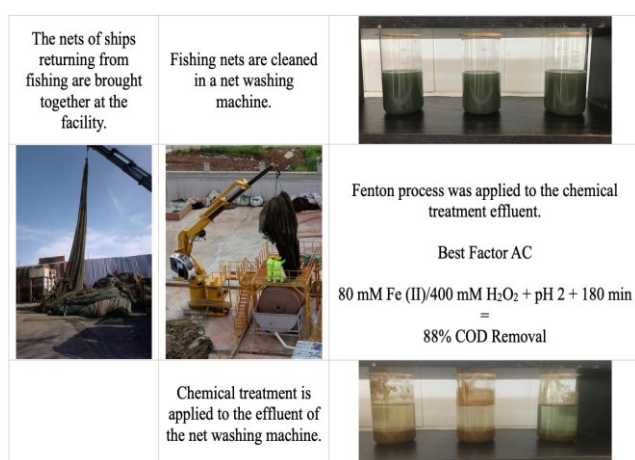 The nets of ships
returning from
fishing are brought
together at the
facility.
Fishing nets are cleaned
in a net washing
machine.
Fenton process was applied to the chemical
treatment effluent.
Best Factor AC
80 mM Fe (II)/400 mM H₂O₂ + pH 2 + 180 min
=
88% COD Removal
Chemical treatment is
applied to the effluent of
the net washing machine.